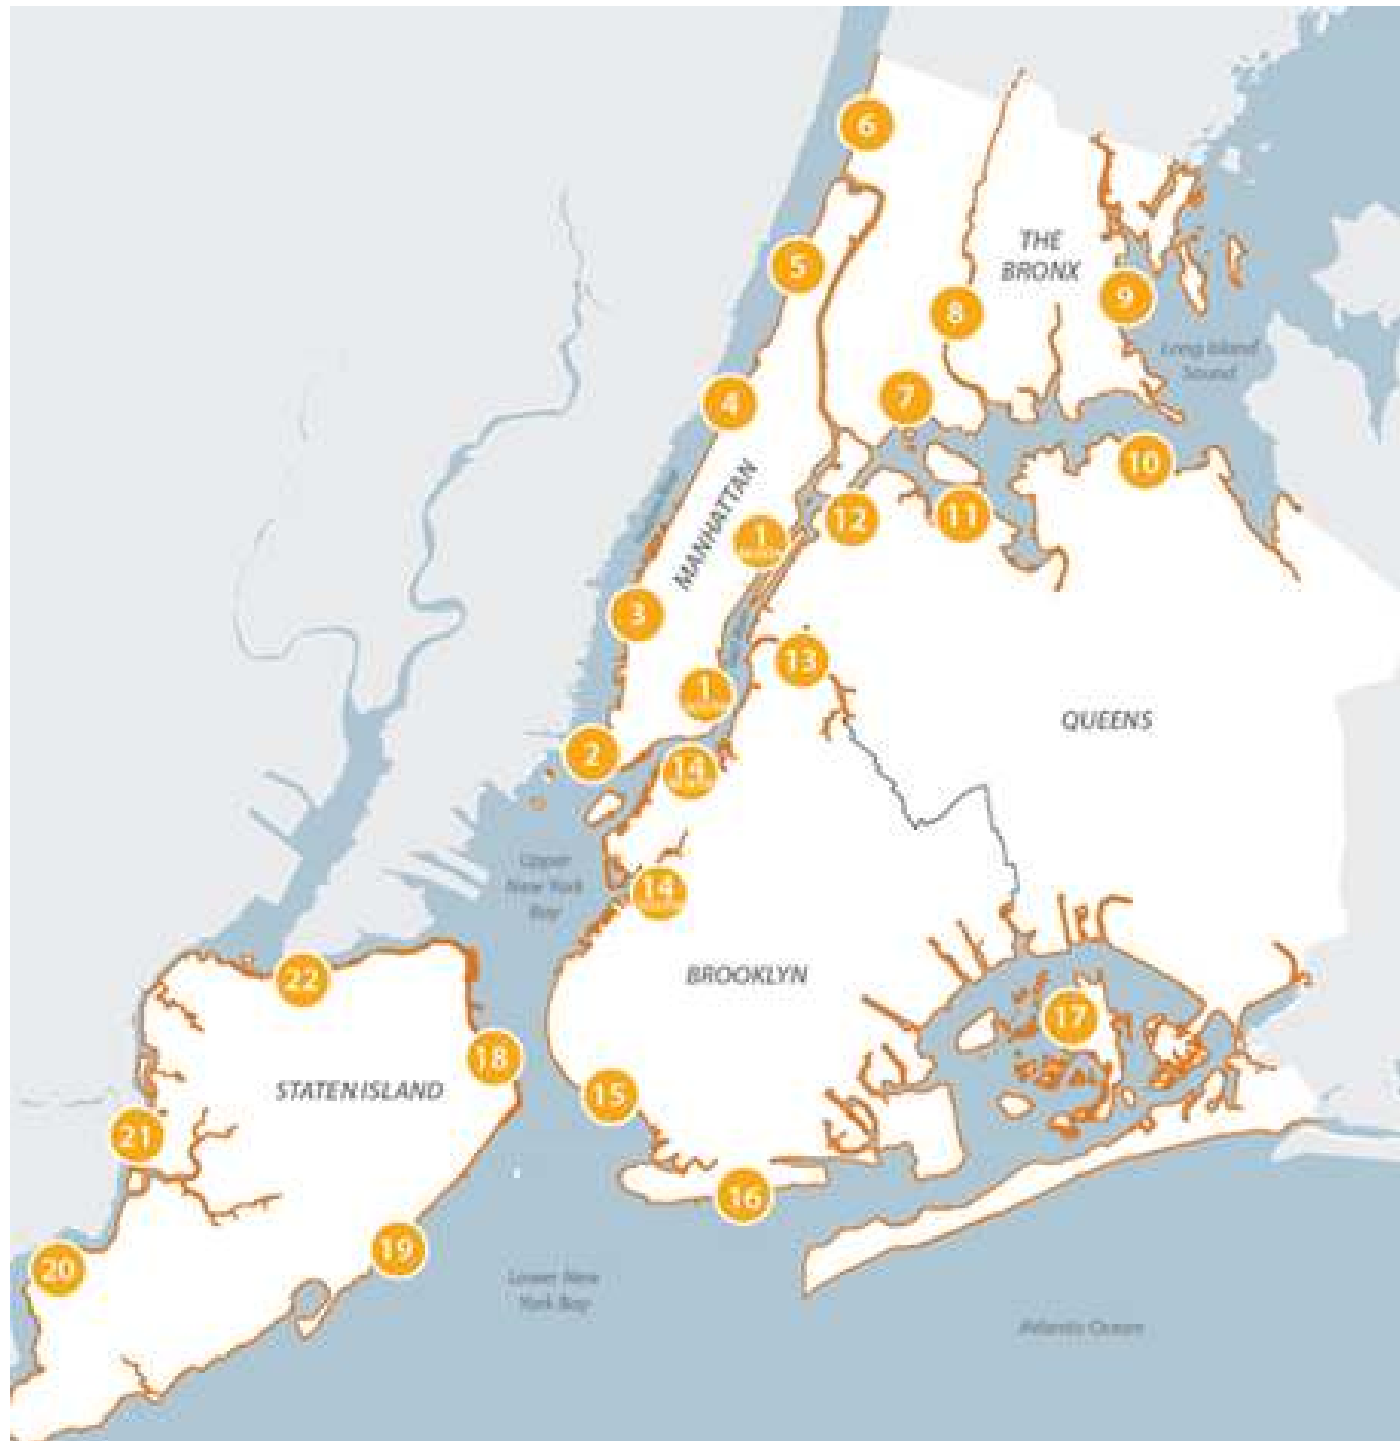 6
THE
BRONX
5
9
8
Long Island
Sound
4
7
10
MANHATTAN
12
11
1
3
13
1
QUEENS
2
14
Upper
New York
Bay
14
BROOKLYN
22
17
18
STATEN ISLAND
15
21
16
19
20
Lower New
York Bay
Atlantic Ocean